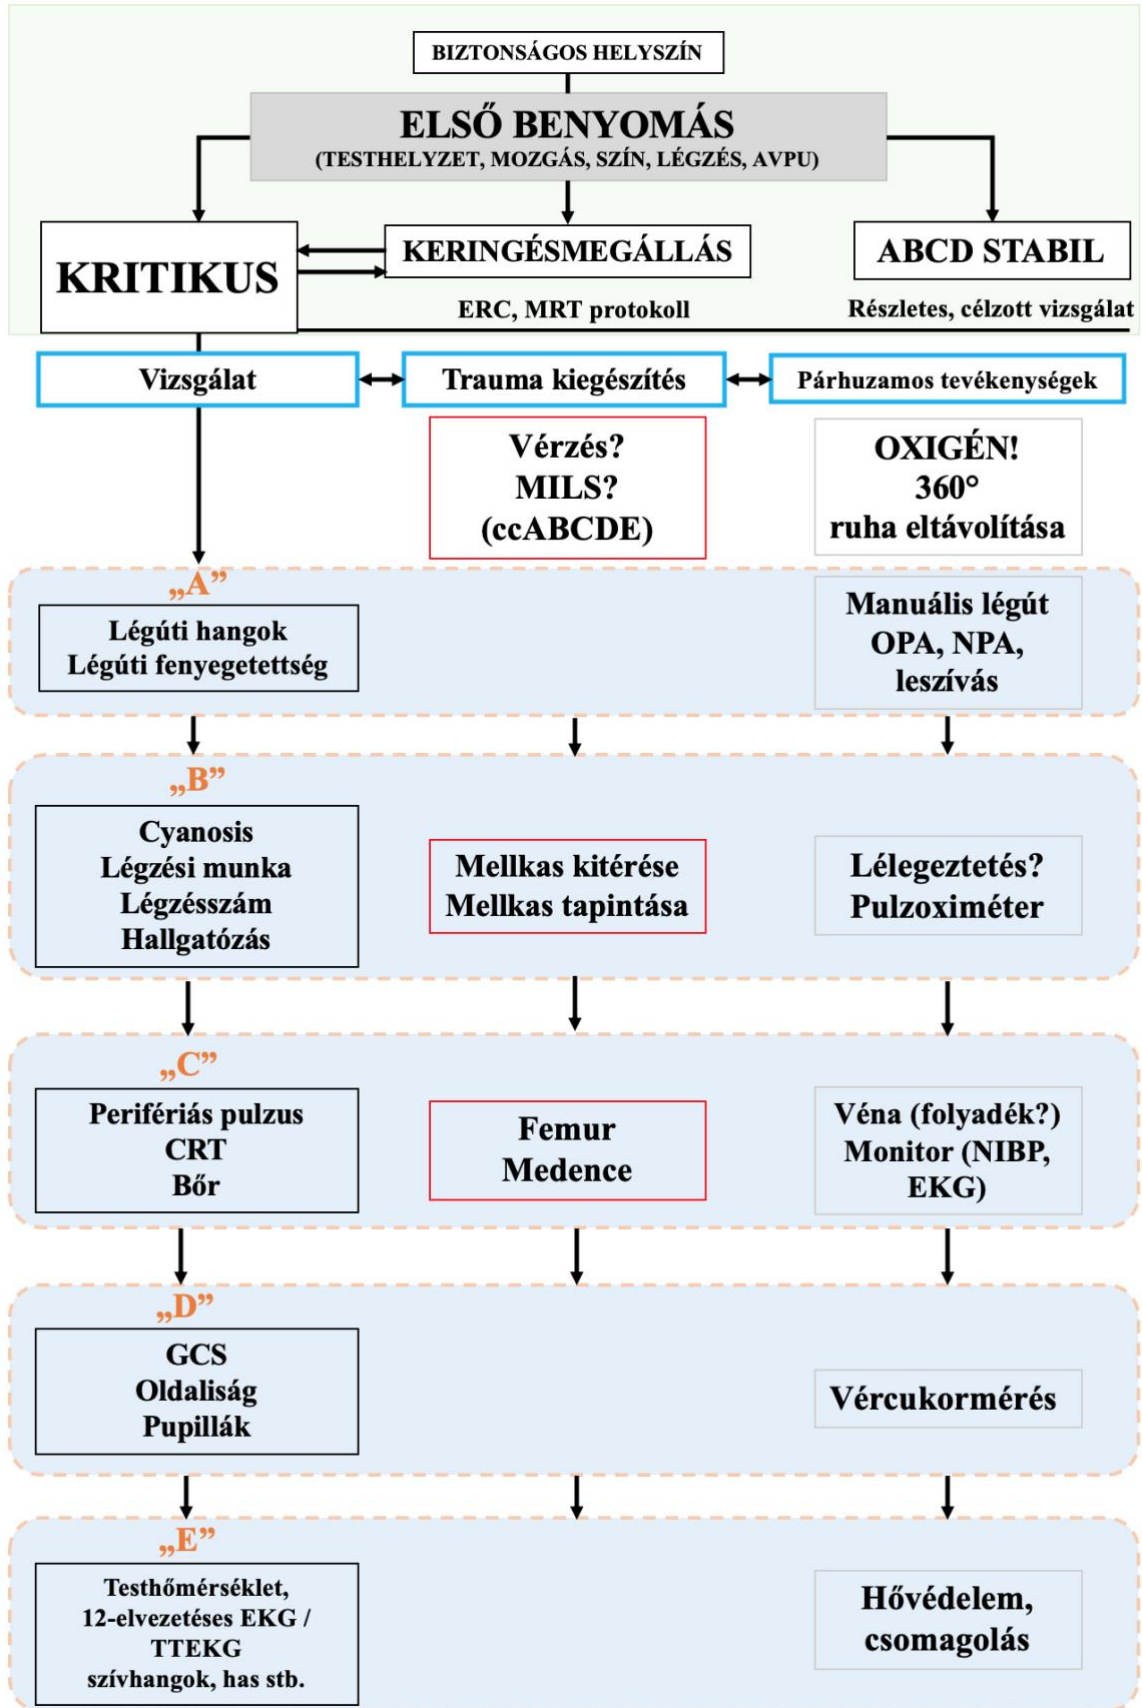 BIZTONSÁGOS HELYSZÍN
ELSŐ BENYOMÁS
(TESTHELYZET, MOZGÁS, SZÍN, LÉGZÉS, AVPU)
KRITIKUS
KERINGÉSMEGÁLLÁS
ABCD STABIL
ERC, MRT protokoll
Részletes, célzott vizsgálat
Vizsgálat
Trauma kiegészítés
Párhuzamos tevékenységek
Vérzés?
MILS?
(ccABCDE)
OXIGÉN!
360°
ruha eltávolítása
„A”
Légúti hangok
Légúti fenyegetettség
Manuális légút
OPA, NPA,
leszívás
„B”
Cyanosis
Légzési munka
Légzésszám
Hallgatózás
Mellkas kitérése
Mellkas tapintása
Lélegeztetés?
Pulzoximéter
„C”
Perifériás pulzus
CRT
Bőr
Femur
Medence
Véna (folyadék?)
Monitor (NIBP,
EKG)
„D”
GCS
Oldaliság
Pupillák
Vércukormérés
„E”
Testhőmérséklet,
12-elvezetéses EKG /
TTEKG
szívhangok, has stb.
Hővédelem,
csomagolás